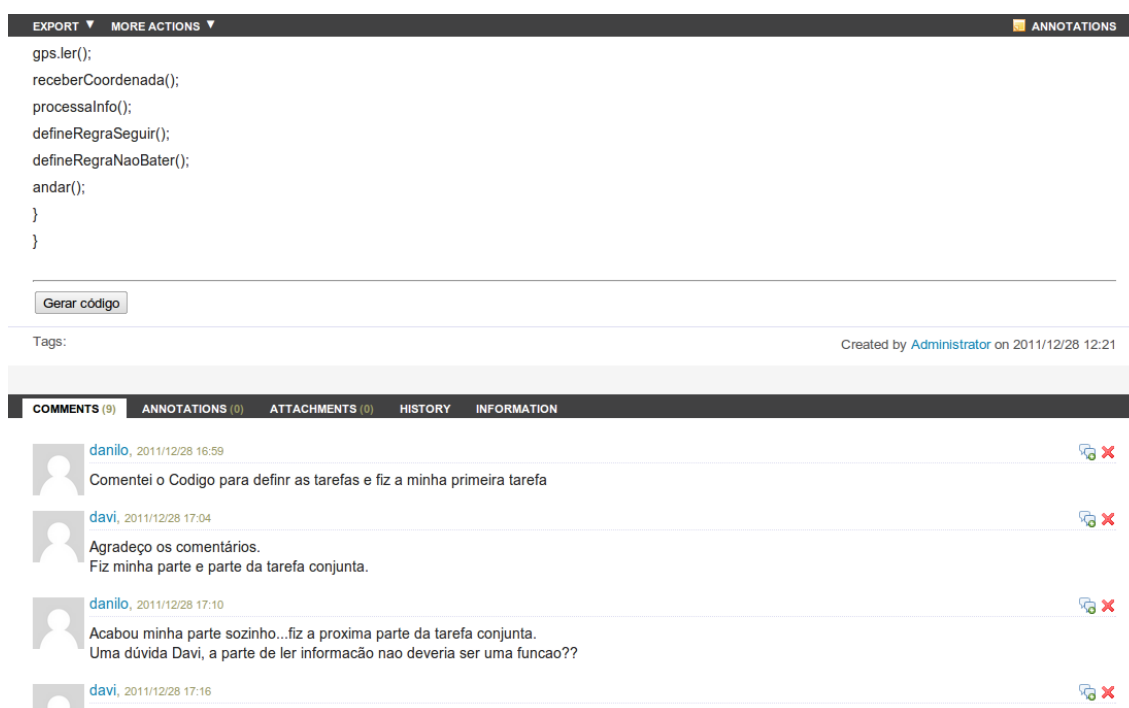 EXPORT ▼ MORE ACTIONS ▼ ANNOTATIONS
gps.ler();
receberCoordenada();
processaInfo();
defineRegraSeguir();
defineRegraNaoBater();
andar();
}
}
Gerar código
Tags: Created by Administrator on 2011/12/28 12:21
COMMENTS (9) ANNOTATIONS (0) ATTACHMENTS (0) HISTORY INFORMATION
danilo, 2011/12/28 16:59
Comentei o Codigo para definr as tarefas e fiz a minha primeira tarefa
davi, 2011/12/28 17:04
Agradeço os comentários.
Fiz minha parte e parte da tarefa conjunta.
danilo, 2011/12/28 17:10
Acabou minha parte sozinho...fiz a proxima parte da tarefa conjunta.
Uma dúvida Davi, a parte de ler informacão nao deveria ser uma funcao??
davi, 2011/12/28 17:16